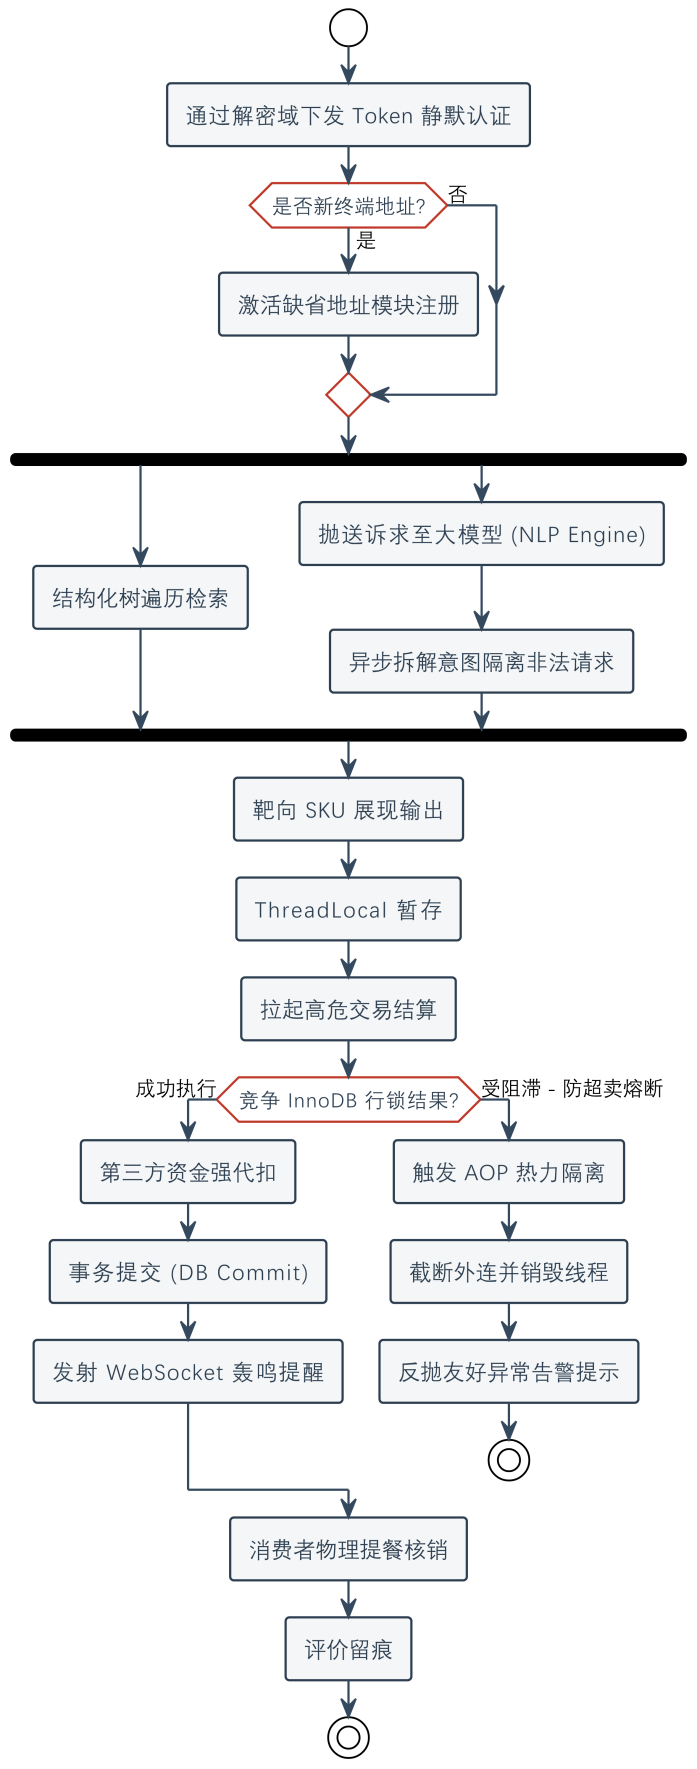 通过解密域下发 Token 静默认证
是否新终端地址?
否
是
激活缺省地址模块注册
抛送诉求至大模型 (NLP Engine)
结构化树遍历检索
异步拆解意图隔离非法请求
靶向 SKU 展现输出
ThreadLocal 暂存
拉起高危交易结算
成功执行
竞争 InnoDB 行锁结果?
受阻滞 - 防超卖熔断
第三方资金强代扣
触发 AOP 热力隔离
事务提交 (DB Commit)
截断外连并销毁线程
发射 WebSocket 轰鸣提醒
反抛友好异常告警提示
消费者物理提餐核销
评价留痕